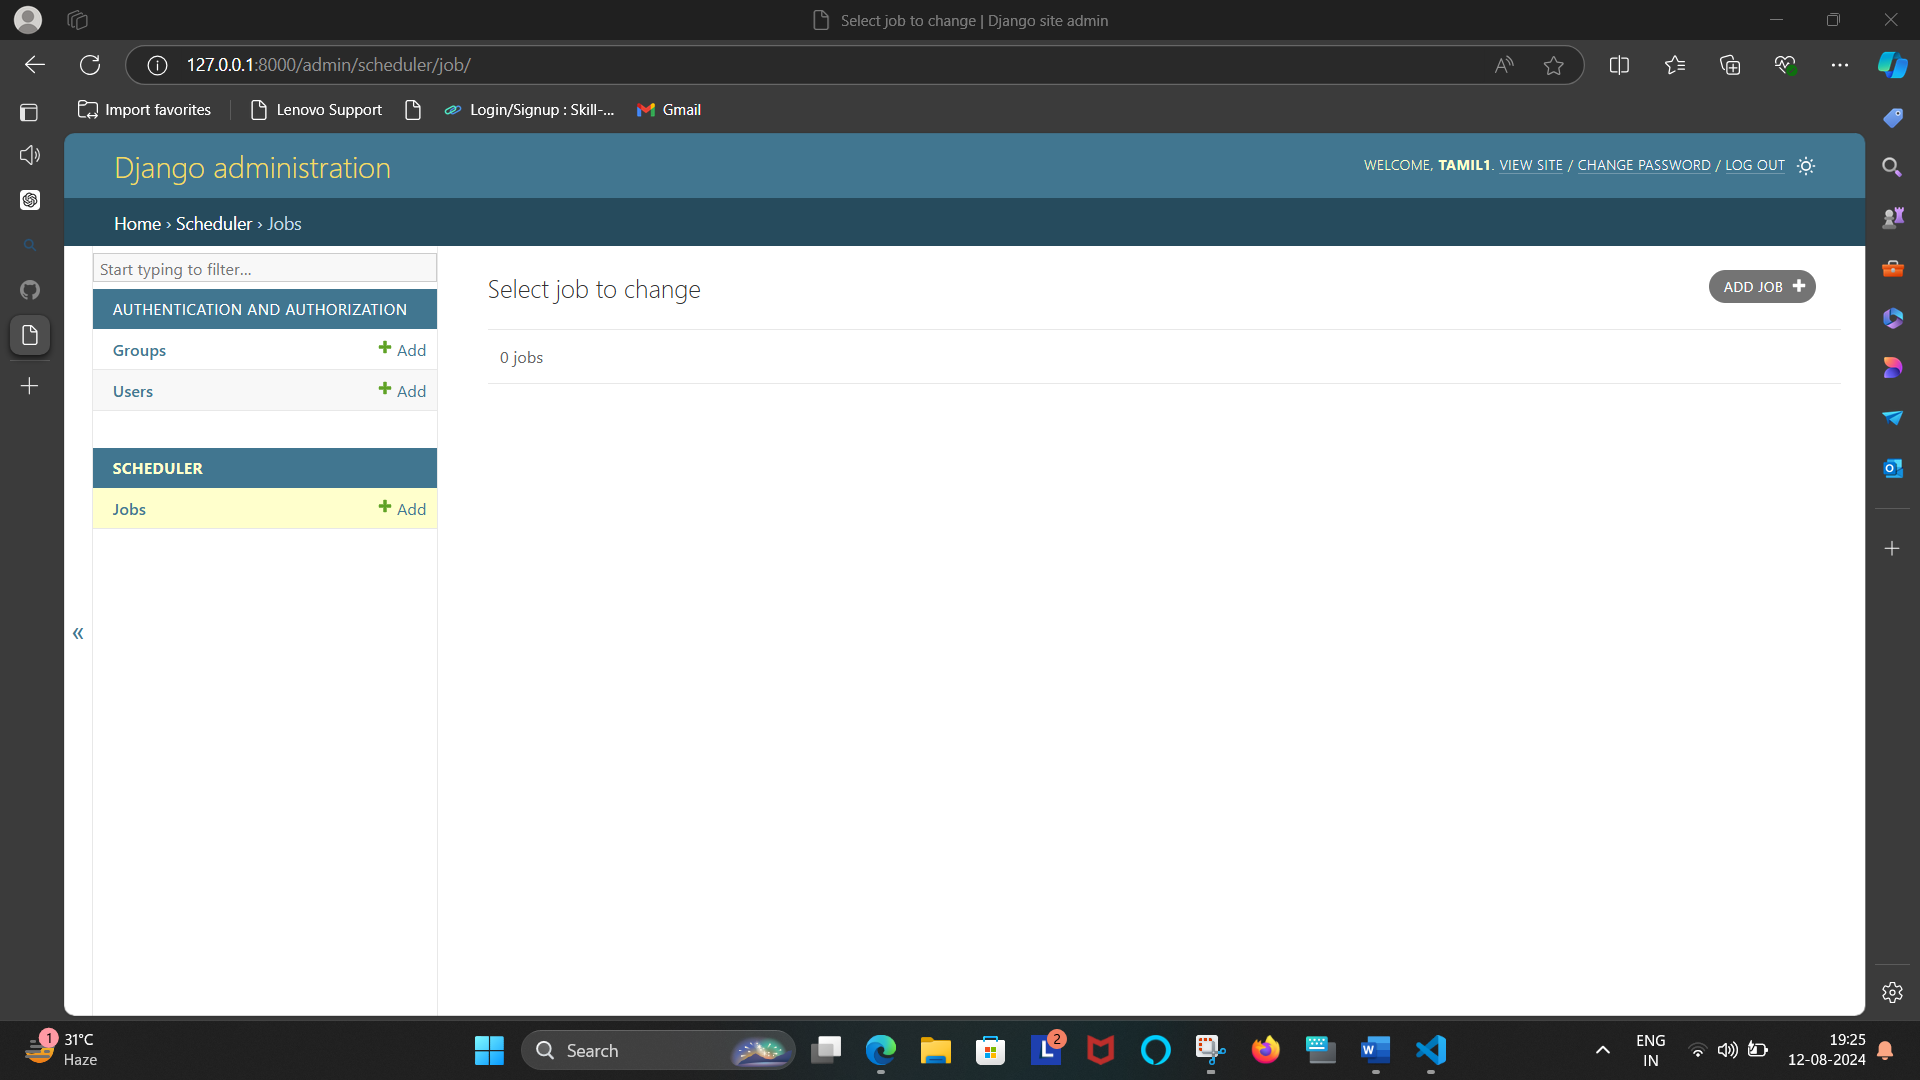 Select job to change | Django site admin
127.0.0.1:8000/admin/scheduler/job/
Import favorites
Lenovo Support
Login/Signup : Skill-...
Gmail
Django administration
WELCOME, TAMIL1. VIEW SITE / CHANGE PASSWORD / LOG OUT
Home › Scheduler › Jobs
Start typing to filter...
AUTHENTICATION AND AUTHORIZATION
Groups
Add
Users
Add
SCHEDULER
Jobs
Add
«
Select job to change
ADD JOB
0 jobs
1
31°C
Haze
Search
L
2
W
ENG
IN
19:25
12-08-2024